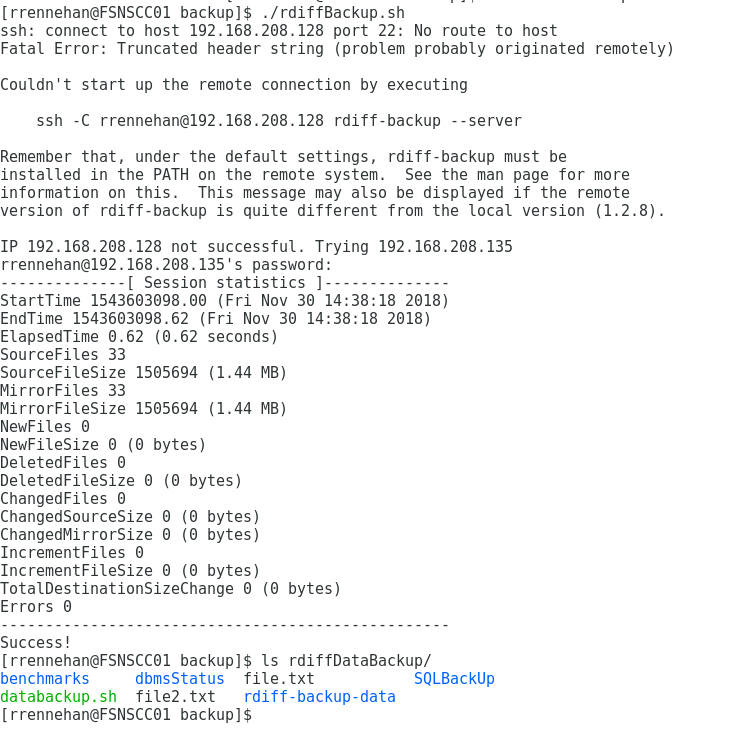 [rrennehan@FSNSCC01 backup]$ ./rdiffBackup.sh
ssh: connect to host 192.168.208.128 port 22: No route to host
Fatal Error: Truncated header string (problem probably originated remotely)
Couldn't start up the remote connection by executing
    ssh -C rrennehan@192.168.208.128 rdiff-backup --server
Remember that, under the default settings, rdiff-backup must be
installed in the PATH on the remote system.  See the man page for more
information on this.  This message may also be displayed if the remote
version of rdiff-backup is quite different from the local version (1.2.8).
IP 192.168.208.128 not successful. Trying 192.168.208.135
rrennehan@192.168.208.135's password:
--------------[ Session statistics ]--------------
StartTime 1543603098.00 (Fri Nov 30 14:38:18 2018)
EndTime 1543603098.62 (Fri Nov 30 14:38:18 2018)
ElapsedTime 0.62 (0.62 seconds)
SourceFiles 33
SourceFileSize 1505694 (1.44 MB)
MirrorFiles 33
MirrorFileSize 1505694 (1.44 MB)
NewFiles 0
NewFileSize 0 (0 bytes)
DeletedFiles 0
DeletedFileSize 0 (0 bytes)
ChangedFiles 0
ChangedSourceSize 0 (0 bytes)
ChangedMirrorSize 0 (0 bytes)
IncrementFiles 0
IncrementFileSize 0 (0 bytes)
TotalDestinationSizeChange 0 (0 bytes)
Errors 0
--------------------------------------------------
Success!
[rrennehan@FSNSCC01 backup]$ ls rdiffDataBackup/
benchmarks     dbmsStatus  file.txt           SQLBackUp
databackup.sh  file2.txt   rdiff-backup-data
[rrennehan@FSNSCC01 backup]$